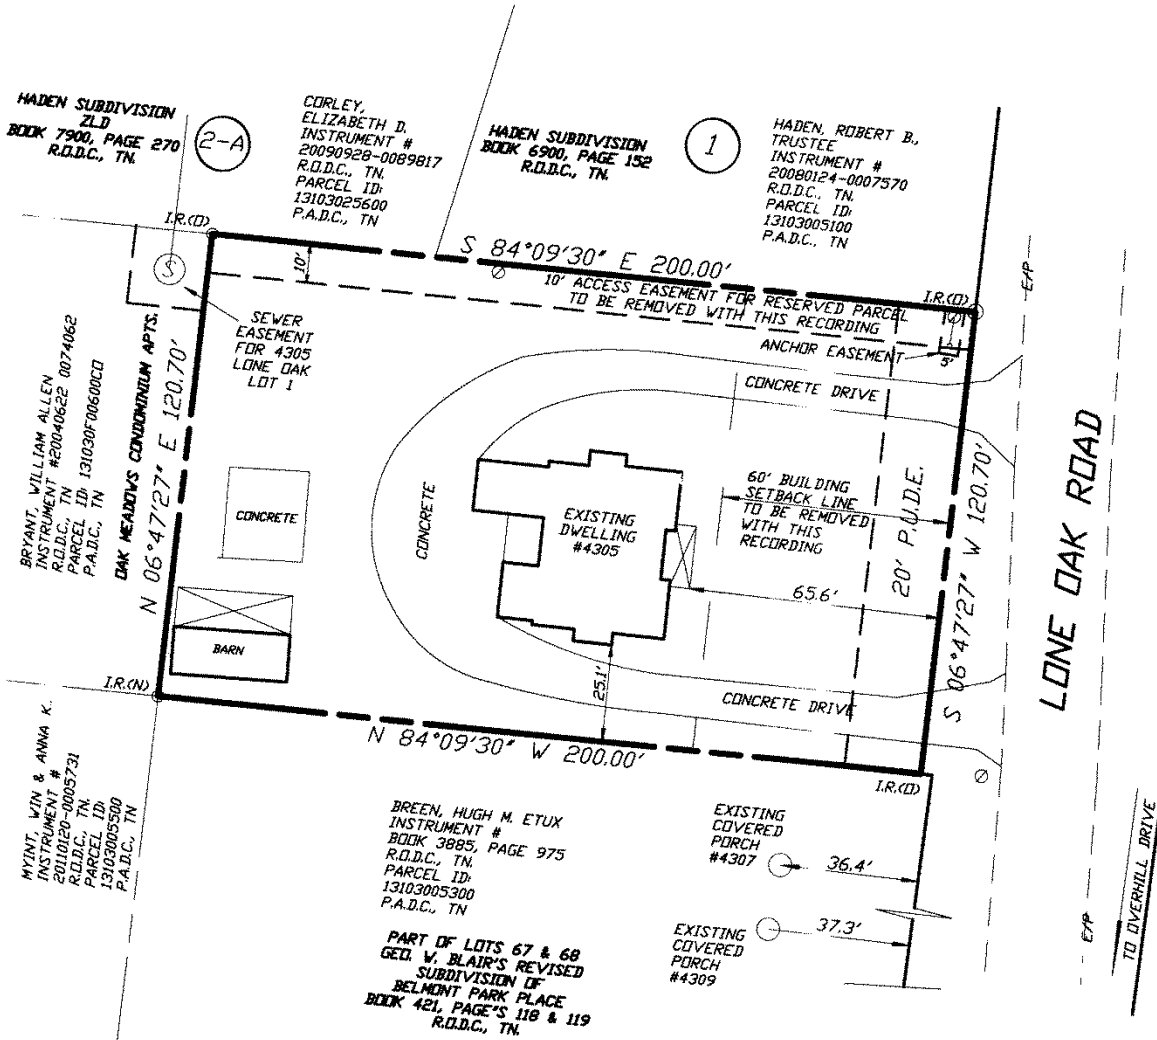 HADEN SUBDIVISION
ZLD
BOOK 7900, PAGE 270
R.O.D.C., TN.
2-A
CORLEY,
ELIZABETH D.
INSTRUMENT #
20090928-0089817
R.O.D.C., TN.
PARCEL ID:
13103025600
P.A.D.C., TN
HADEN SUBDIVISION
BOOK 6900, PAGE 152
R.O.D.C., TN.
1
HADEN, ROBERT B.,
TRUSTEE
INSTRUMENT #
20080124-0007570
R.O.D.C., TN.
PARCEL ID:
13103005100
P.A.D.C., TN
I.R.(O)
S 84°09'30" E 200.00'
10'
10' ACCESS EASEMENT FOR RESERVED PARCEL
TO BE REMOVED WITH THIS RECORDING
I.R.(O)
E/P
S
SEWER
EASEMENT
FOR 4305
LONE OAK
LOT 1
ANCHOR EASEMENT
5'
CONCRETE DRIVE
BRYANT, WILLIAM ALLEN
INSTRUMENT #20040622 0074062
R.O.D.C., TN
PARCEL ID 131030F00600CO
P.A.D.C., TN
OAK MEADOWS CONDOMINIUM APTS.
N 06°47'27" E 120.70'
CONCRETE
CONCRETE
EXISTING
DWELLING
#4305
60' BUILDING
SETBACK LINE
TO BE REMOVED
WITH THIS
RECORDING
20' P.U.D.E.
S 06°47'27" W 120.70'
LONE OAK ROAD
65.6'
BARN
25.1'
CONCRETE DRIVE
I.R.(N)
N 84°09'30" W 200.00'
I.R.(O)
MYINT, WIN & ANNA K.
INSTRUMENT #
20110120-0005731
R.O.D.C., TN.
PARCEL ID:
13103005500
P.A.D.C., TN
BREEN, HUGH M. ETUX
INSTRUMENT #
BOOK 3885, PAGE 975
R.O.D.C., TN.
PARCEL ID:
13103005300
P.A.D.C., TN
EXISTING
COVERED
PORCH
#4307
36.4'
EXISTING
COVERED
PORCH
#4309
37.3'
E/P
TO OVERHILL DRIVE
PART OF LOTS 67 & 68
GEO. W. BLAIR'S REVISED
SUBDIVISION OF
BELMONT PARK PLACE
BOOK 421, PAGE'S 118 & 119
R.O.D.C., TN.